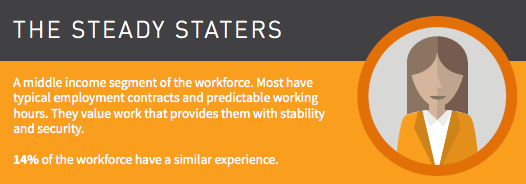 THE STEADY STATERS
A middle income segment of the workforce. Most have
typical employment contracts and predictable working
hours. They value work that provides them with stability
and security.
14% of the workforce have a similar experience.